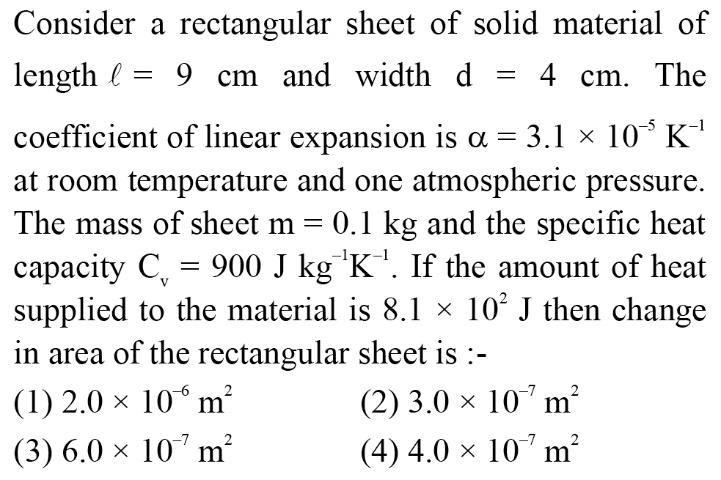 Consider a rectangular sheet of solid material of
length ℓ = 9 cm and width d = 4 cm. The
coefficient of linear expansion is α = 3.1 × 10⁻⁵ K⁻¹
at room temperature and one atmospheric pressure.
The mass of sheet m = 0.1 kg and the specific heat
capacity Cᵥ = 900 J kg⁻¹K⁻¹. If the amount of heat
supplied to the material is 8.1 × 10² J then change
in area of the rectangular sheet is :-
(1) 2.0 × 10⁻⁶ m² (2) 3.0 × 10⁻⁷ m²
(3) 6.0 × 10⁻⁷ m² (4) 4.0 × 10⁻⁷ m²